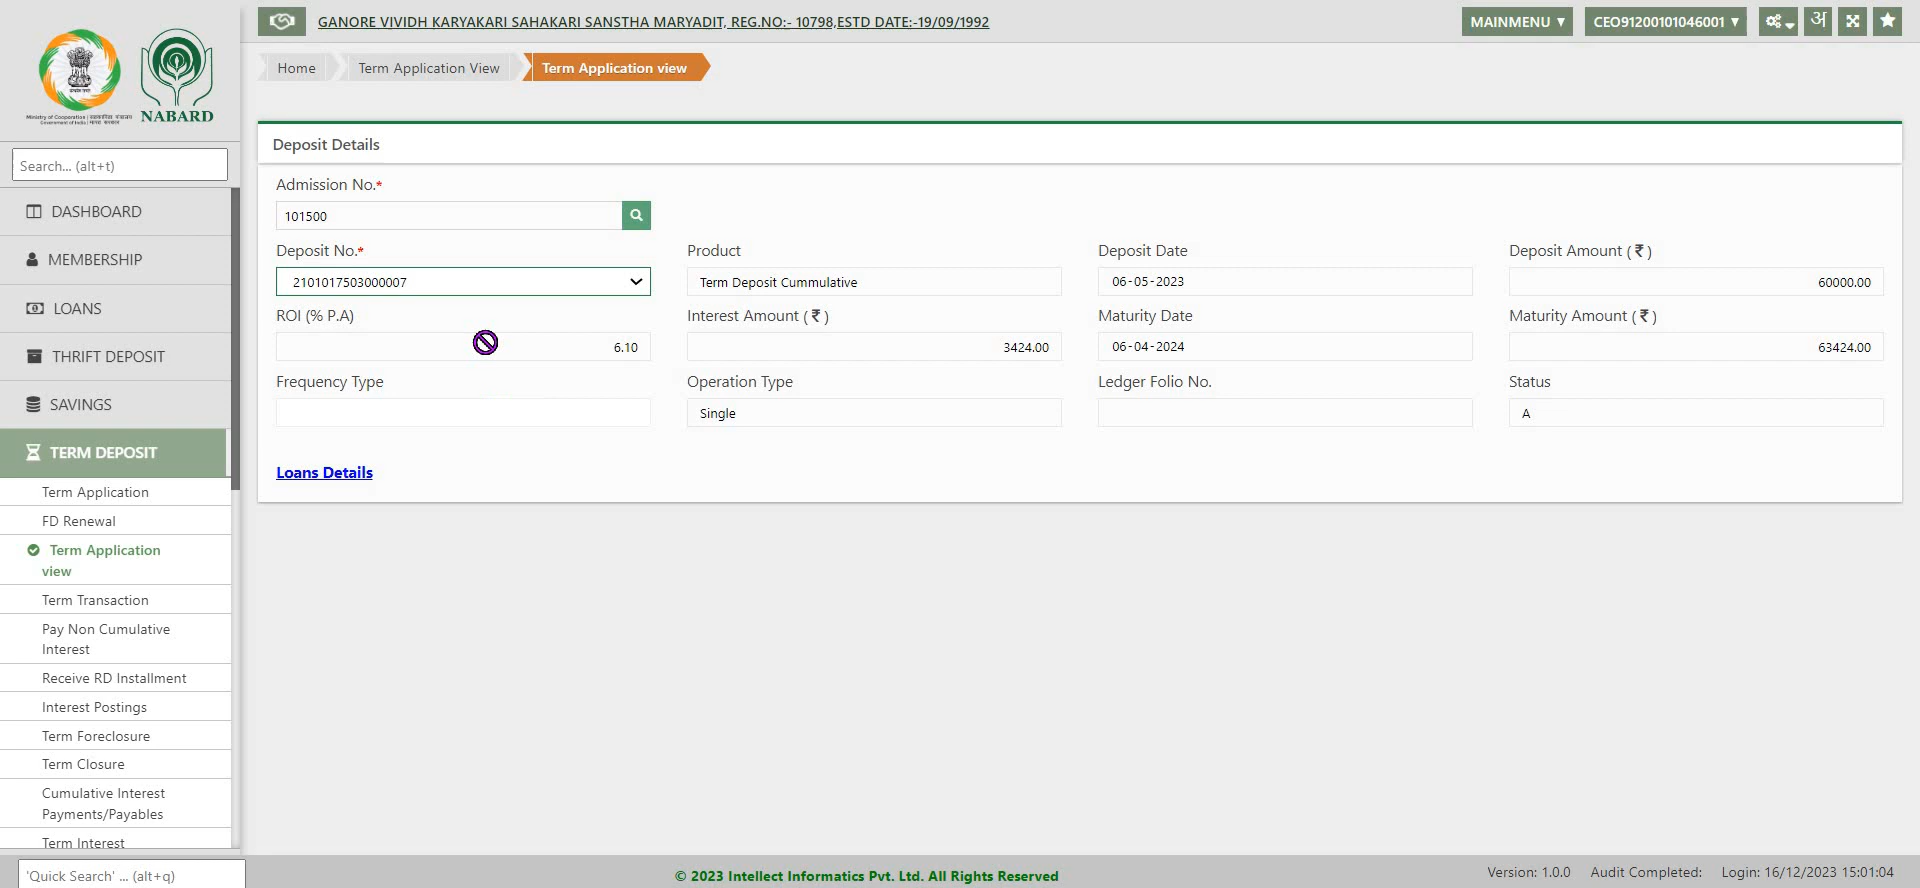 GANORE VIVIDH KARYAKARI SAHAKARI SANSTHA MARYADIT, REG.NO:- 10798,ESTD DATE:-19/09/1992
MAINMENU ▾
CEO91200101046001 ▾
अ
NABARD
Home
Term Application View
Term Application view
Search... (alt+t)
DASHBOARD
MEMBERSHIP
LOANS
THRIFT DEPOSIT
SAVINGS
TERM DEPOSIT
Term Application
FD Renewal
Term Application
view
Term Transaction
Pay Non Cumulative
Interest
Receive RD Installment
Interest Postings
Term Foreclosure
Term Closure
Cumulative Interest
Payments/Payables
Term Interest
'Quick Search' ... (alt+q)
Deposit Details
Admission No.*
101500
Deposit No.*
Product
Deposit Date
Deposit Amount ( ₹ )
2101017503000007
Term Deposit Cummulative
06-05-2023
60000.00
ROI (% P.A)
Interest Amount ( ₹ )
Maturity Date
Maturity Amount ( ₹ )
6.10
3424.00
06-04-2024
63424.00
Frequency Type
Operation Type
Ledger Folio No.
Status
Single
A
Loans Details
© 2023 Intellect Informatics Pvt. Ltd. All Rights Reserved
Version: 1.0.0
Audit Completed:
Login: 16/12/2023 15:01:04